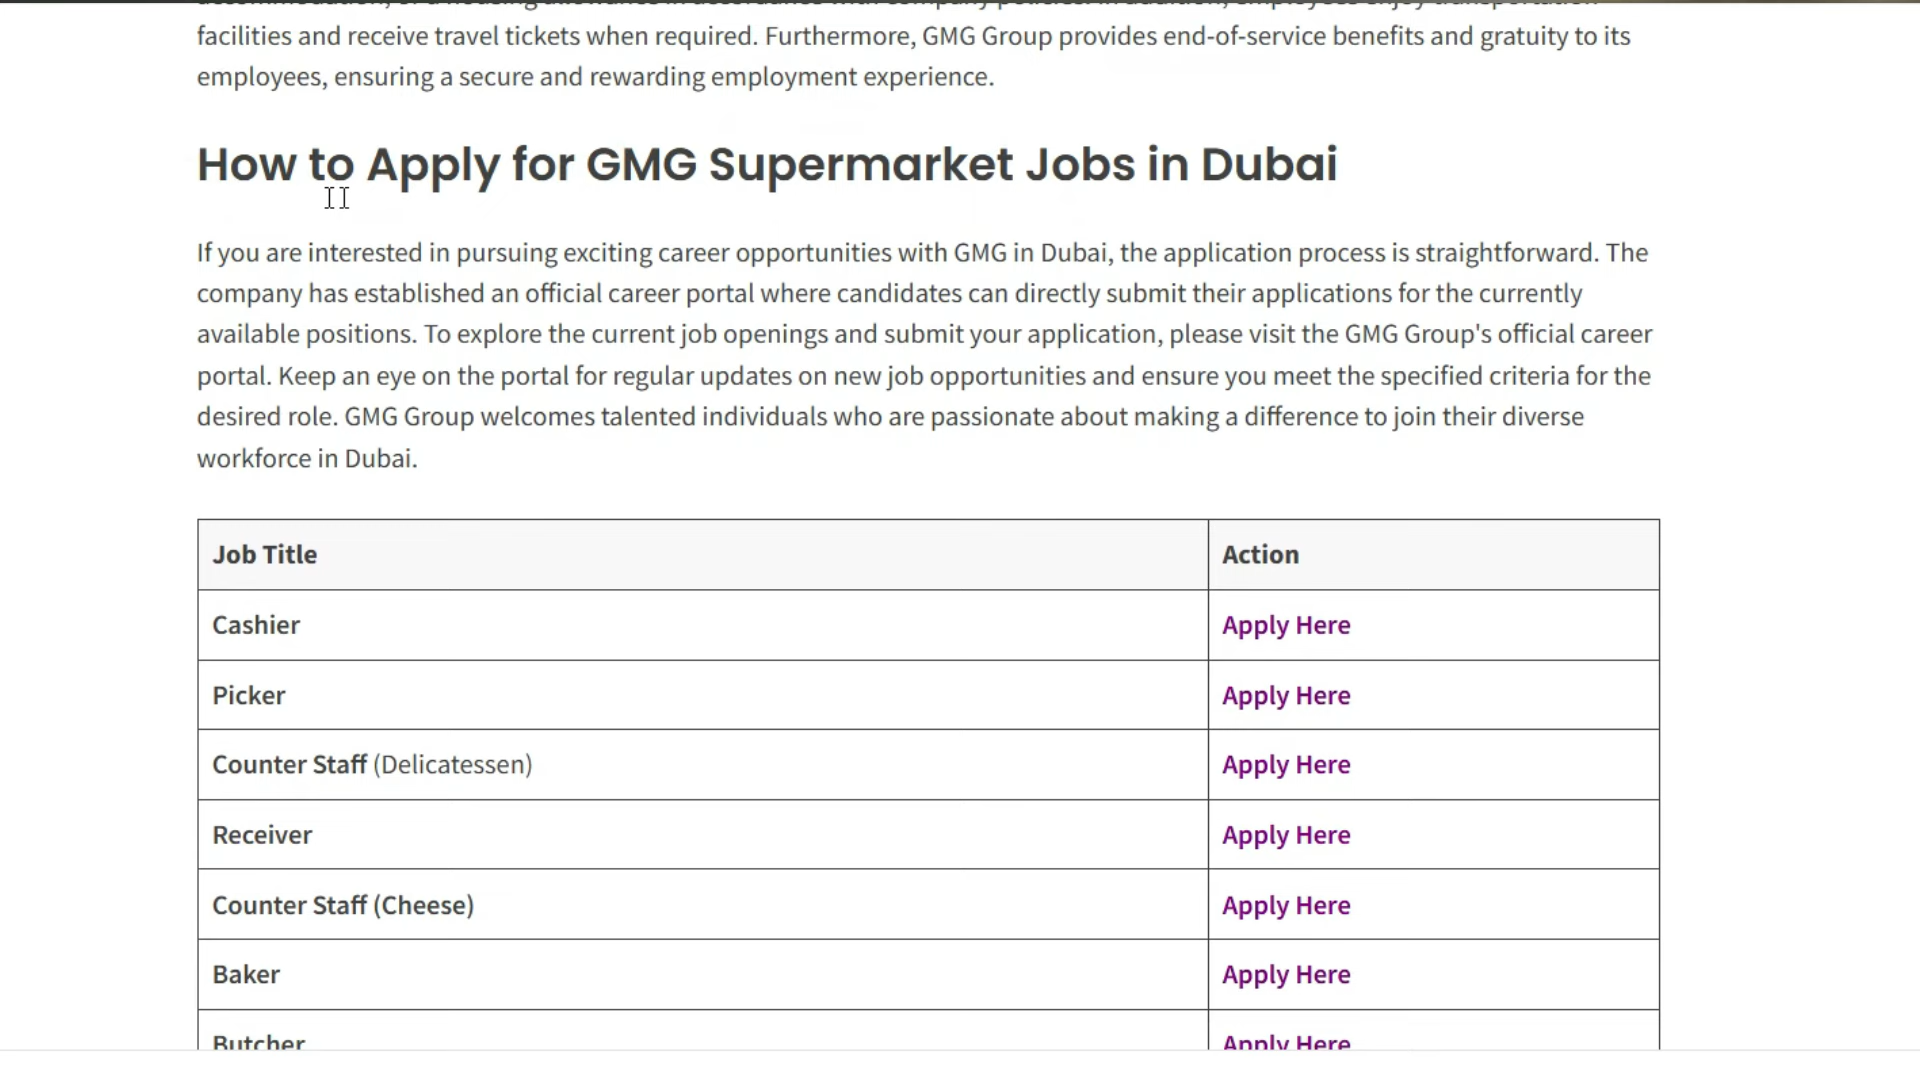 facilities and receive travel tickets when required. Furthermore, GMG Group provides end-of-service benefits and gratuity to its
employees, ensuring a secure and rewarding employment experience.
How to Apply for GMG Supermarket Jobs in Dubai
If you are interested in pursuing exciting career opportunities with GMG in Dubai, the application process is straightforward. The
company has established an official career portal where candidates can directly submit their applications for the currently
available positions. To explore the current job openings and submit your application, please visit the GMG Group's official career
portal. Keep an eye on the portal for regular updates on new job opportunities and ensure you meet the specified criteria for the
desired role. GMG Group welcomes talented individuals who are passionate about making a difference to join their diverse
workforce in Dubai.
Job Title Action
Cashier Apply Here
Picker Apply Here
Counter Staff (Delicatessen) Apply Here
Receiver Apply Here
Counter Staff (Cheese) Apply Here
Baker Apply Here
Butcher Apply Here